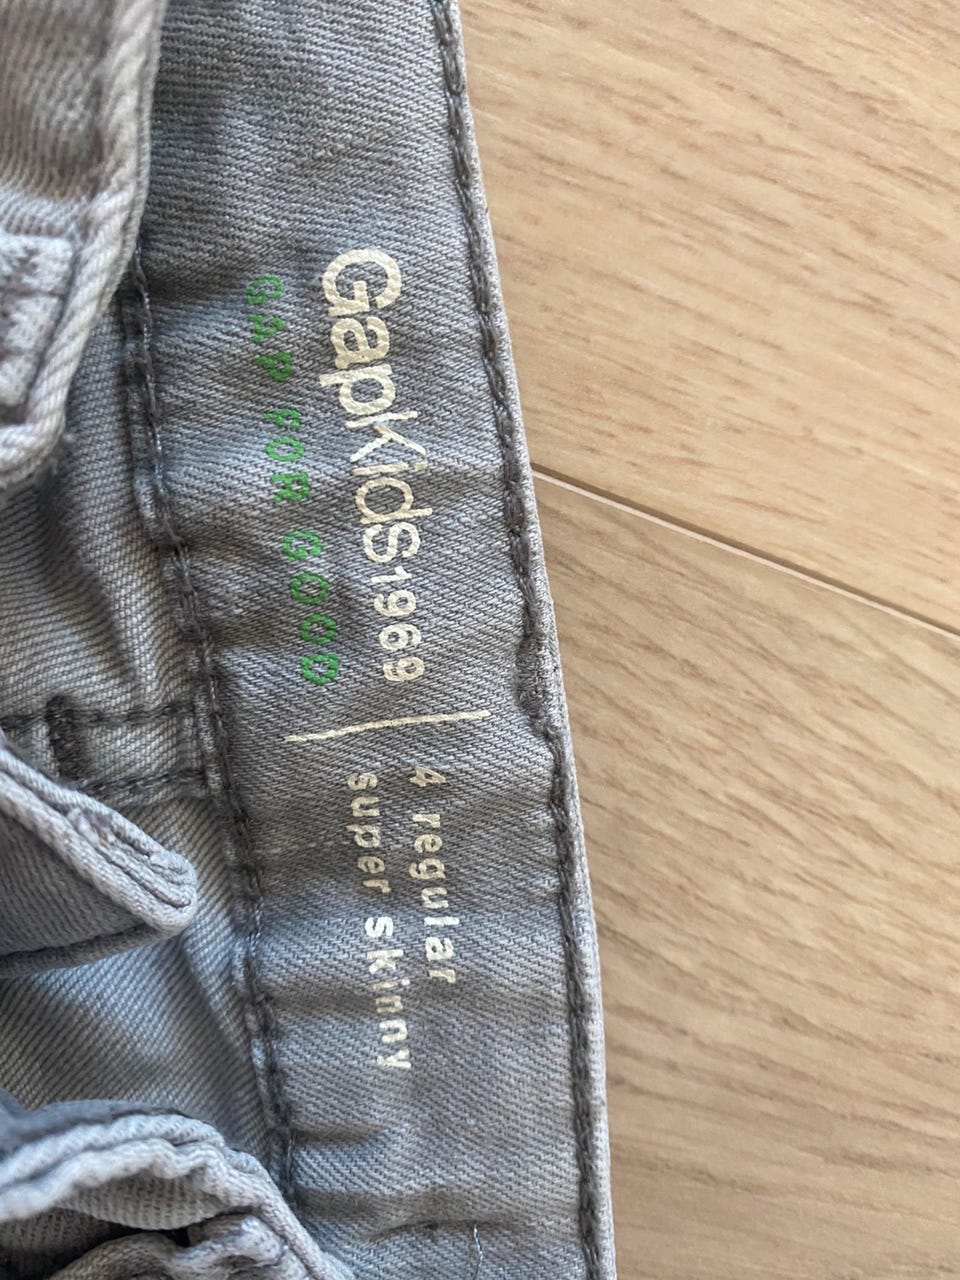 GapKids1969
GAP FOR GOOD
4 regular
super skinny